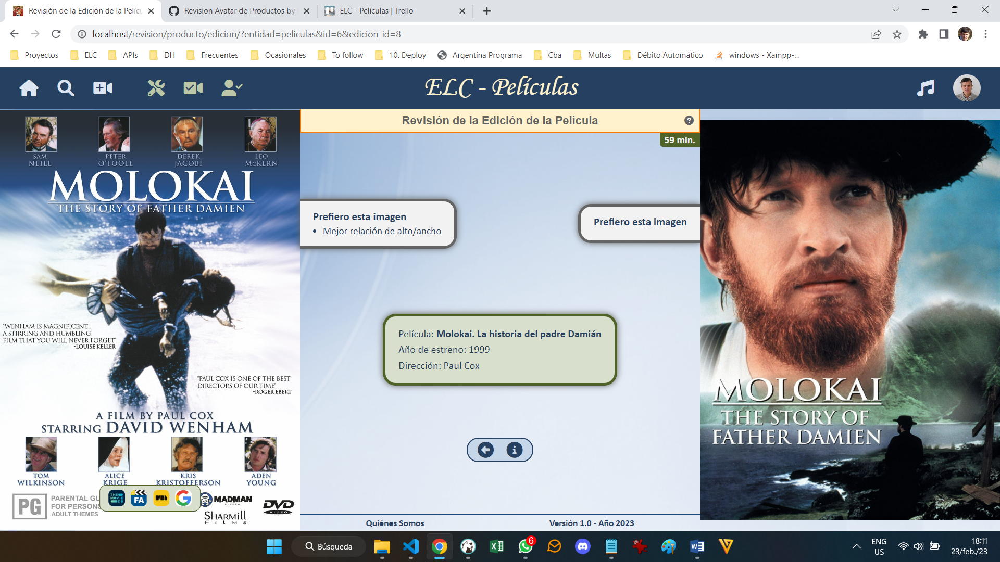 Revisión de la Edición de la Pelícu
Revision Avatar de Productos by
ELC - Películas | Trello
localhost/revision/producto/edicion/?entidad=peliculas&id=6&edicion_id=8
Proyectos
ELC
APIs
DH
Frecuentes
Ocasionales
To follow
10. Deploy
Argentina Programa
Cba
Multas
Débito Automático
windows - Xampp-...
ELC - Películas
SAM NEILL
PETER O'TOOLE
DEREK JACOBI
LEO McKERN
MOLOKAI
THE STORY OF FATHER DAMIEN
"WENHAM IS MAGNIFICENT...
A STIRRING AND HUMBLING
FILM THAT YOU WILL NEVER FORGET"
-LOUISE KELLER
"PAUL COX IS ONE OF THE BEST
DIRECTORS OF OUR TIME"
-ROGER EBERT
A FILM BY PAUL COX
STARRING DAVID WENHAM
TOM WILKINSON
ALICE KRIGE
KRIS KRISTOFFERSON
ADEN YOUNG
PG
PARENTAL GU
FOR PERSONS
ADULT THEMES
THE MOVIE DB
FA
IMDb
G
MADMAN
CINEMA
SHARMILL
FILMS
DVD
VIDEO
Revisión de la Edición de la Película
?
59 min.
Prefiero esta imagen
• Mejor relación de alto/ancho
Prefiero esta imagen
Película: Molokai. La historia del padre Damián
Año de estreno: 1999
Dirección: Paul Cox
i
Quiénes Somos
Versión 1.0 - Año 2023
MOLOKAI
THE STORY OF
FATHER DAMIEN
Búsqueda
6
ENG
US
18:11
23/feb./23